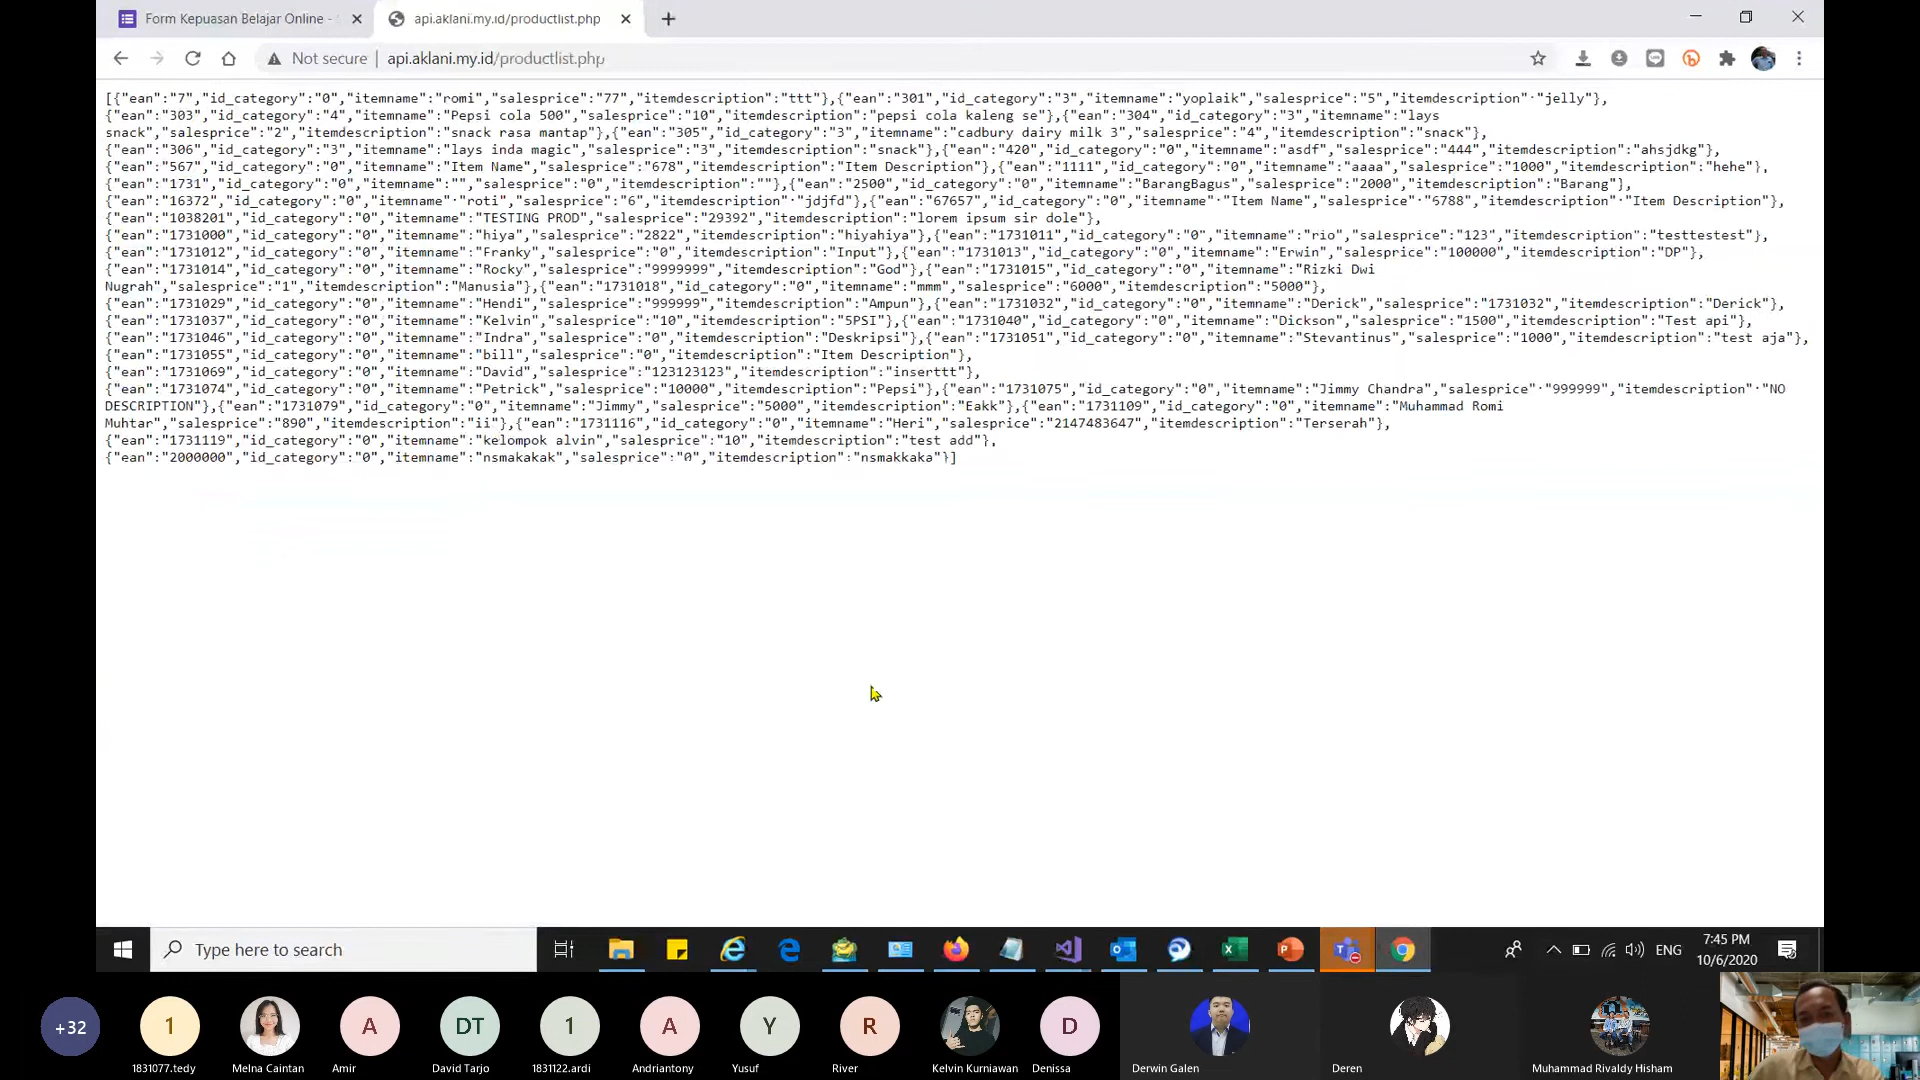 Form Kepuasan Belajar Online -
api.aklani.my.id/productlist.php
Not secure | api.aklani.my.id/productlist.php
[{"ean":"7","id_category":"0","itemname":"romi","salesprice":"77","itemdescription":"ttt"},{"ean":"301","id_category":"3","itemname":"yoplaik","salesprice":"5","itemdescription":"jelly"},
{"ean":"303","id_category":"4","itemname":"Pepsi cola 500","salesprice":"10","itemdescription":"pepsi cola kaleng se"},{"ean":"304","id_category":"3","itemname":"lays
snack","salesprice":"2","itemdescription":"snack rasa mantap"},{"ean":"305","id_category":"3","itemname":"cadbury dairy milk 3","salesprice":"4","itemdescription":"snack"},
{"ean":"306","id_category":"3","itemname":"lays inda magic","salesprice":"3","itemdescription":"snack"},{"ean":"420","id_category":"0","itemname":"asdf","salesprice":"444","itemdescription":"ahsjdkg"},
{"ean":"567","id_category":"0","itemname":"Item Name","salesprice":"678","itemdescription":"Item Description"},{"ean":"1111","id_category":"0","itemname":"aaaa","salesprice":"1000","itemdescription":"hehe"},
{"ean":"1731","id_category":"0","itemname":"","salesprice":"0","itemdescription":""},{"ean":"2500","id_category":"0","itemname":"BarangBagus","salesprice":"2000","itemdescription":"Barang"},
{"ean":"16372","id_category":"0","itemname":"roti","salesprice":"6","itemdescription":"jdjfd"},{"ean":"67657","id_category":"0","itemname":"Item Name","salesprice":"6788","itemdescription":"Item Description"},
{"ean":"1038201","id_category":"0","itemname":"TESTING PROD","salesprice":"29392","itemdescription":"lorem ipsum sir dole"},
{"ean":"1731000","id_category":"0","itemname":"hiya","salesprice":"2822","itemdescription":"hiyahiya"},{"ean":"1731011","id_category":"0","itemname":"rio","salesprice":"123","itemdescription":"testtestest"},
{"ean":"1731012","id_category":"0","itemname":"Franky","salesprice":"0","itemdescription":"Input"},{"ean":"1731013","id_category":"0","itemname":"Erwin","salesprice":"100000","itemdescription":"DP"},
{"ean":"1731014","id_category":"0","itemname":"Rocky","salesprice":"9999999","itemdescription":"God"},{"ean":"1731015","id_category":"0","itemname":"Rizki Dwi
Nugrah","salesprice":"1","itemdescription":"Manusia"},{"ean":"1731018","id_category":"0","itemname":"mmm","salesprice":"6000","itemdescription":"5000"},
{"ean":"1731029","id_category":"0","itemname":"Hendi","salesprice":"999999","itemdescription":"Ampun"},{"ean":"1731032","id_category":"0","itemname":"Derick","salesprice":"1731032","itemdescription":"Derick"},
{"ean":"1731037","id_category":"0","itemname":"Kelvin","salesprice":"10","itemdescription":"5PSI"},{"ean":"1731040","id_category":"0","itemname":"Dickson","salesprice":"1500","itemdescription":"Test api"},
{"ean":"1731046","id_category":"0","itemname":"Indra","salesprice":"0","itemdescription":"Deskripsi"},{"ean":"1731051","id_category":"0","itemname":"Stevantinus","salesprice":"1000","itemdescription":"test aja"},
{"ean":"1731055","id_category":"0","itemname":"bill","salesprice":"0","itemdescription":"Item Description"},
{"ean":"1731069","id_category":"0","itemname":"David","salesprice":"123123123","itemdescription":"inserttt"},
{"ean":"1731074","id_category":"0","itemname":"Petrick","salesprice":"10000","itemdescription":"Pepsi"},{"ean":"1731075","id_category":"0","itemname":"Jimmy Chandra","salesprice":"999999","itemdescription":"NO
DESCRIPTION"},{"ean":"1731079","id_category":"0","itemname":"Jimmy","salesprice":"5000","itemdescription":"Eakk"},{"ean":"1731109","id_category":"0","itemname":"Muhammad Romi
Muhtar","salesprice":"890","itemdescription":"ii"},{"ean":"1731116","id_category":"0","itemname":"Heri","salesprice":"2147483647","itemdescription":"Terserah"},
{"ean":"1731119","id_category":"0","itemname":"kelompok alvin","salesprice":"10","itemdescription":"test add"},
{"ean":"2000000","id_category":"0","itemname":"nsmakakak","salesprice":"0","itemdescription":"nsmakkaka"}]
Type here to search
ENG
7:45 PM
10/6/2020
+32
1
A
DT
1
A
Y
R
D
1831077.tedy
Melna Caintan
Amir
David Tarjo
1831122.ardi
Andriantony
Yusuf
River
Kelvin Kurniawan
Denissa
Derwin Galen
Deren
Muhammad Rivaldy Hisham